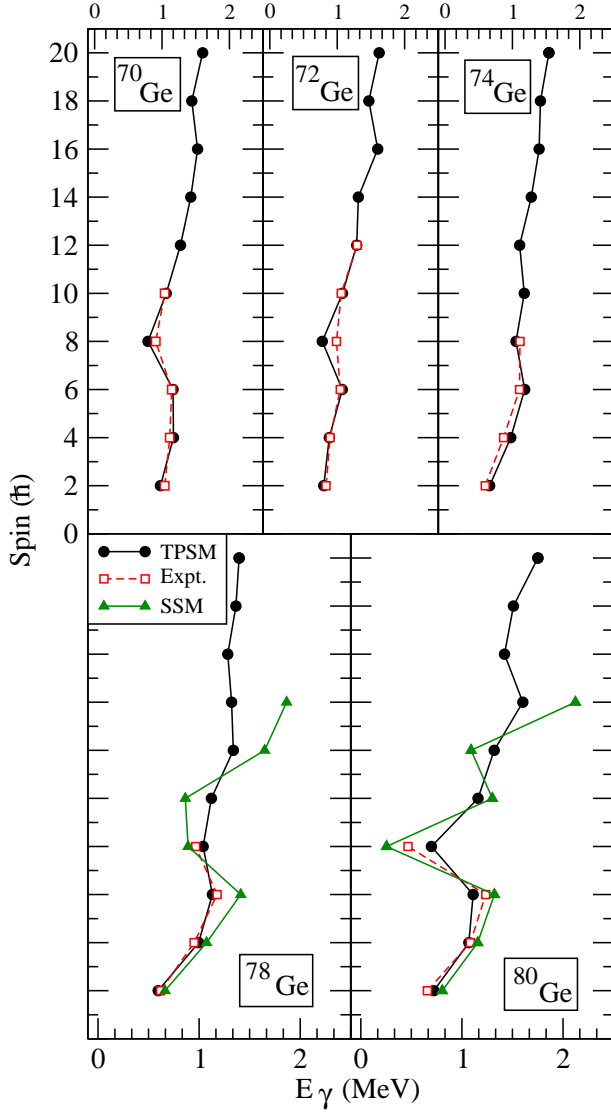 0 1 2 0 1 2 0 1 2
20
18
16
14
12
10
8
6
4
2
0
70Ge
72Ge
74Ge
Spin (ħ)
TPSM
Expt.
SSM
78Ge
80Ge
0 1 2 0 1 2
Eγ (MeV)